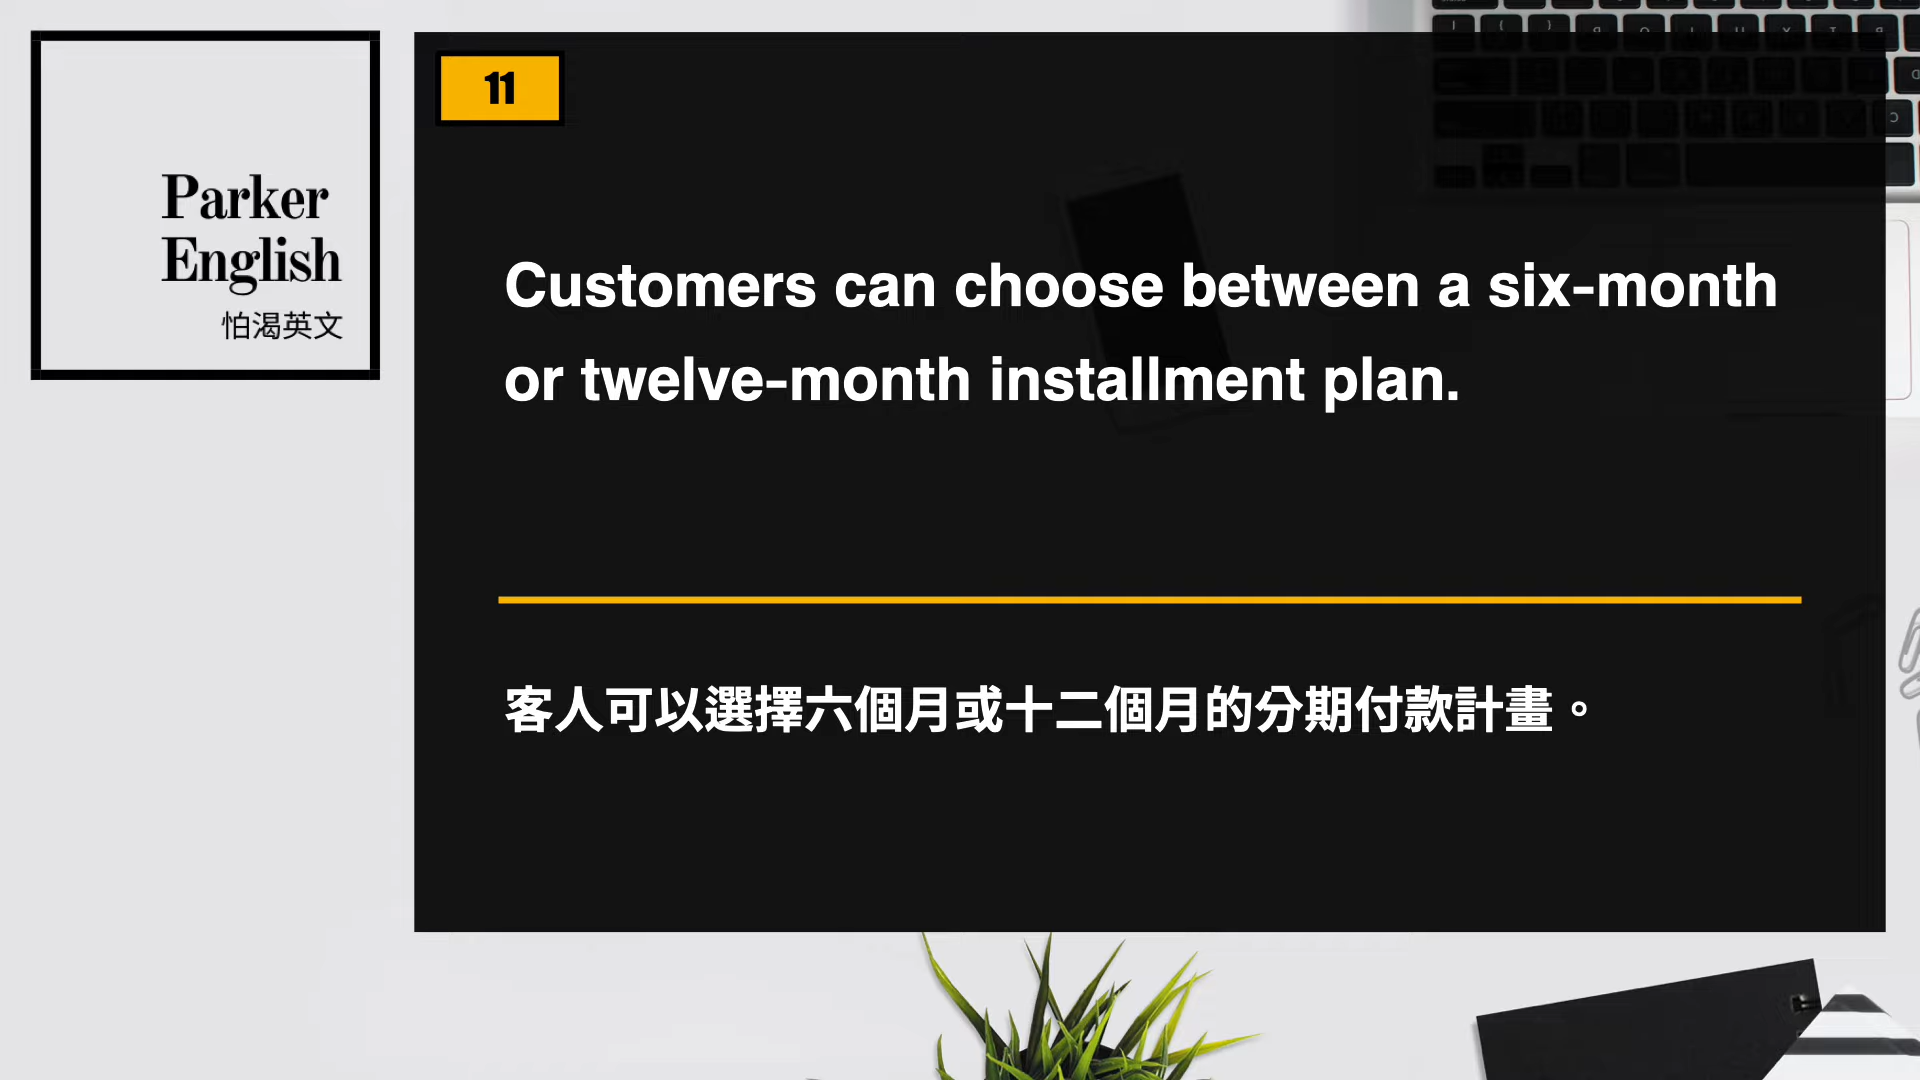 Parker
English
怕渴英文
11
Customers can choose between a six-month
or twelve-month installment plan.
客人可以選擇六個月或十二個月的分期付款計畫。